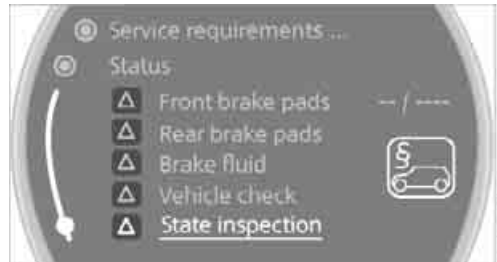 Service requirements ...
Status
Front brake pads --/----
Rear brake pads
Brake fluid
§
Vehicle check
State inspection